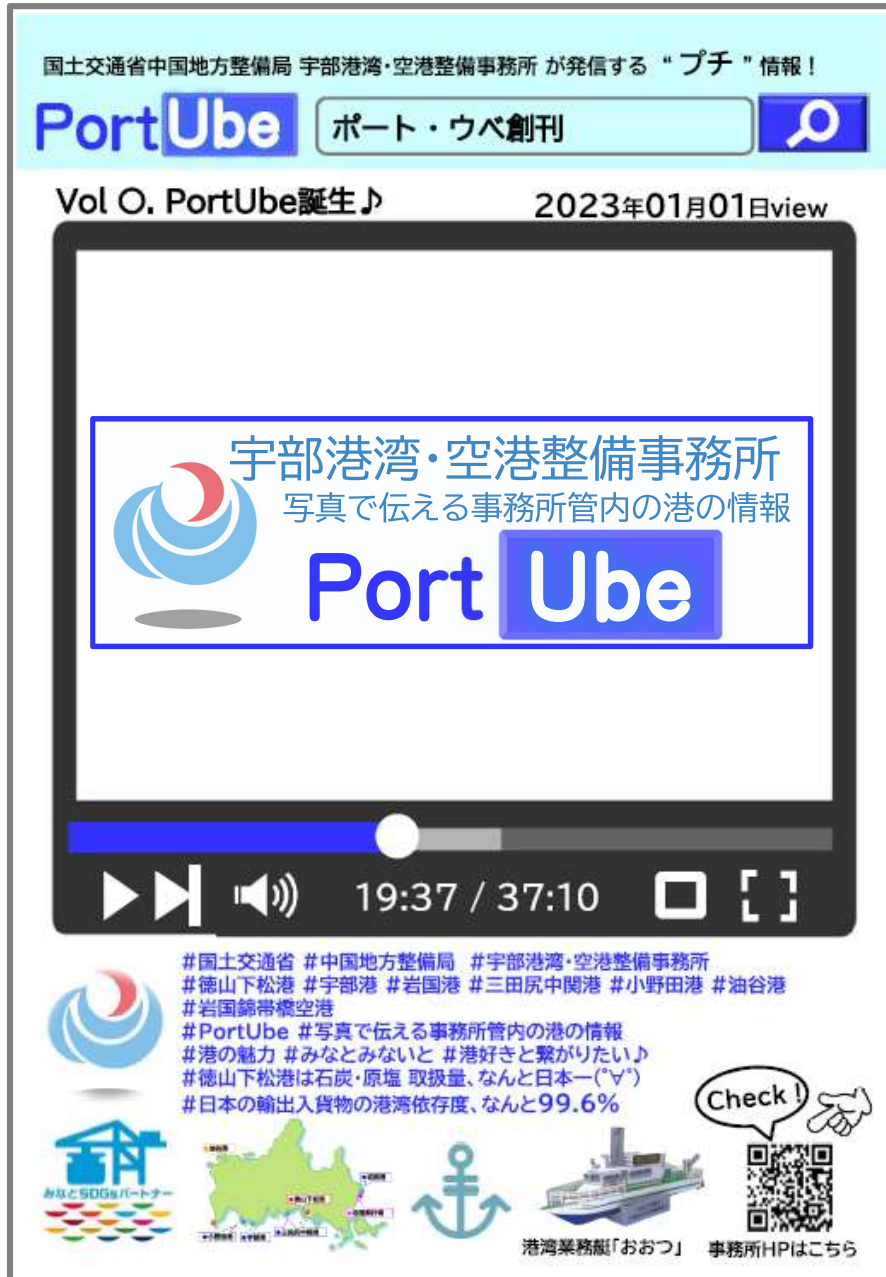 国土交通省中国地方整備局 宇部港湾･空港整備事務所 が発信する “ プチ ” 情報！
PortUbe
ポート・ウベ創刊
Vol 〇. PortUbe誕生♪
2023年01月01日view
宇部港湾･空港整備事務所
写真で伝える事務所管内の港の情報
Port Ube
19:37 / 37:10
#国土交通省 #中国地方整備局 #宇部港湾･空港整備事務所
#徳山下松港 #宇部港 #岩国港 #三田尻中関港 #小野田港 #油谷港
#岩国錦帯橋空港
#PortUbe #写真で伝える事務所管内の港の情報
#港の魅力 #みなとみないと #港好きと繋がりたい♪
#徳山下松港は石炭･原塩 取扱量、なんと日本一(ﾟ∀ﾟ)
#日本の輸出入貨物の港湾依存度、なんと99.6%
Check！
みなとSDGsパートナー
港湾業務艇「おおつ」
事務所HPはこちら